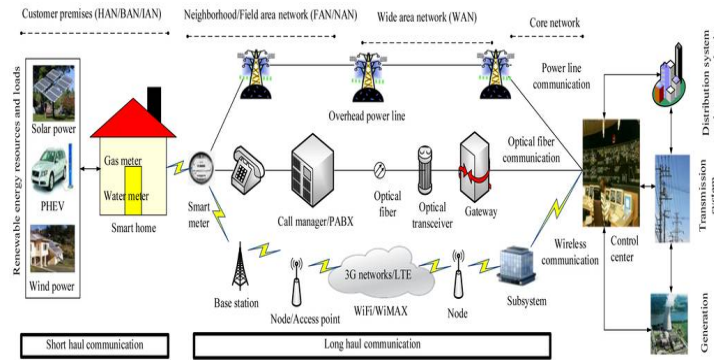 Customer premises (HAN/BAN/IAN)
Neighborhood/Field area network (FAN/NAN)
Wide area network (WAN)
Core network
Renewable energy resources and loads
Solar power
PHEV
Wind power
Gas meter
Water meter
Smart home
Smart
meter
Overhead power line
Call manager/PABX
Optical
fiber
Optical
transceiver
Gateway
Power line
communication
Optical fiber
communication
Wireless
communication
Control
center
Base station
Node/Access point
3G networks/LTE
WiFi/WiMAX
Node
Subsystem
Distribution system
Transmission
Generation
Short haul communication
Long haul communication